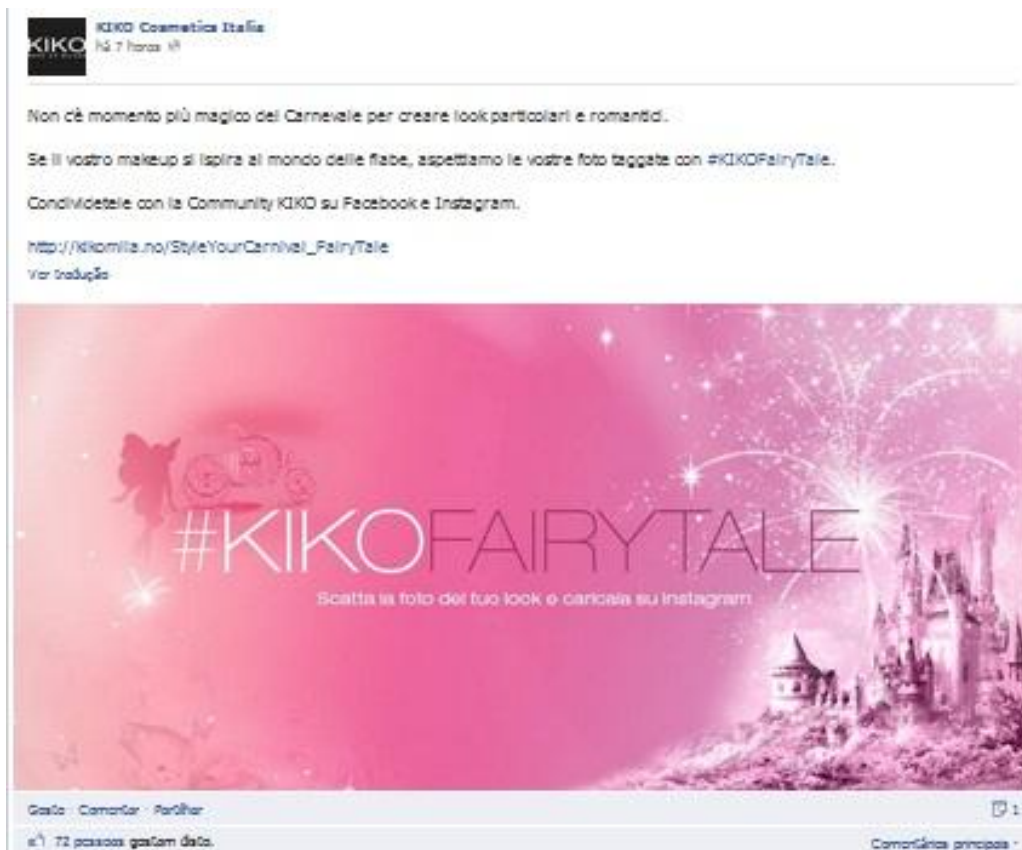 KIKO
KIKO Cosmetics Italia
há 7 horas
Non c'è momento più magico del Carnevale per creare look particolari e romantici.
Se il vostro makeup si ispira al mondo delle fiabe, aspettiamo le vostre foto taggate con #KIKOFairyTale.
Condividetele con la Community KIKO su Facebook e Instagram.
http://kikomila.no/StyleYourCarnival_FairyTale
Ver tradução
#KIKOFAIRYTALE
Scatta la foto del tuo look e caricala su Instagram
Gosto · Comentar · Partilhar
1
72 pessoas gostam disto.
Comentários principais